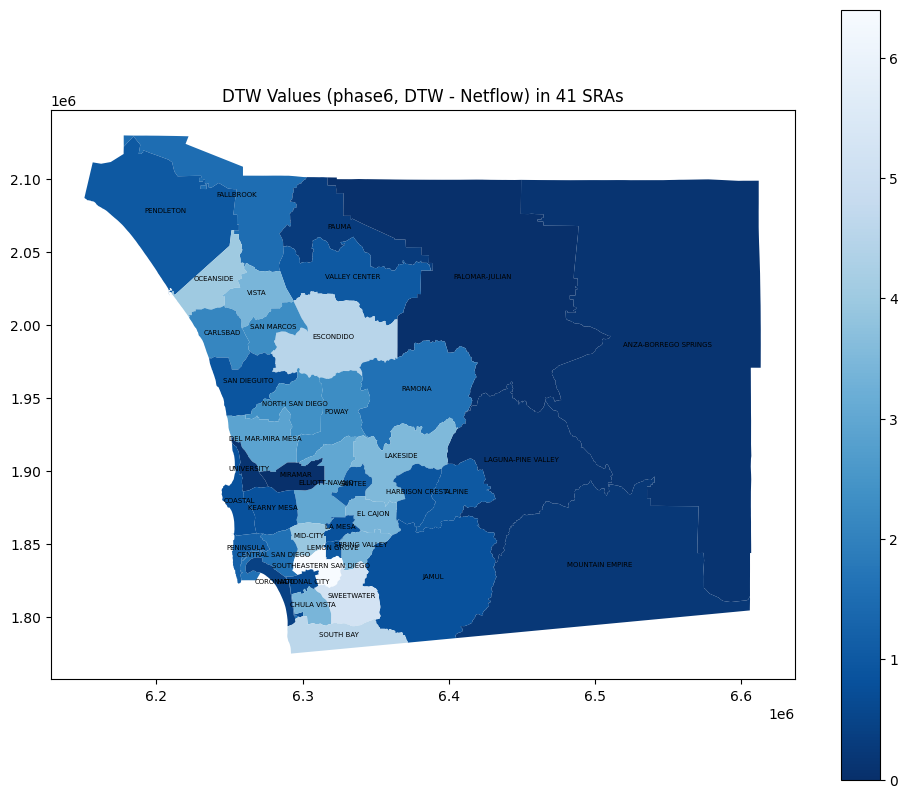 DTW Values (phase6, DTW - Netflow) in 41 SRAs
1e6
2.10
2.05
2.00
1.95
1.90
1.85
1.80
6.2
6.3
6.4
6.5
6.6
1e6
6
5
4
3
2
1
0
FALLBROOK
PENDLETON
PAUMA
OCEANSIDE
VALLEY CENTER
PALOMAR-JULIAN
VISTA
CARLSBAD
SAN MARCOS
ESCONDIDO
ANZA-BORREGO SPRINGS
SAN DIEGUITO
RAMONA
NORTH SAN DIEGO
POWAY
DEL MAR-MIRA MESA
LAKESIDE
LAGUNA-PINE VALLEY
UNIVERSITY
MIRAMAR
ELLIOTT-NAVAJO
SANTEE
HARBISON CREST
ALPINE
COASTAL
KEARNY MESA
EL CAJON
LA MESA
MID-CITY
PENINSULA
LEMON GROVE
SPRING VALLEY
CENTRAL SAN DIEGO
SOUTHEASTERN SAN DIEGO
MOUNTAIN EMPIRE
JAMUL
CORONADO
NATIONAL CITY
SWEETWATER
CHULA VISTA
SOUTH BAY